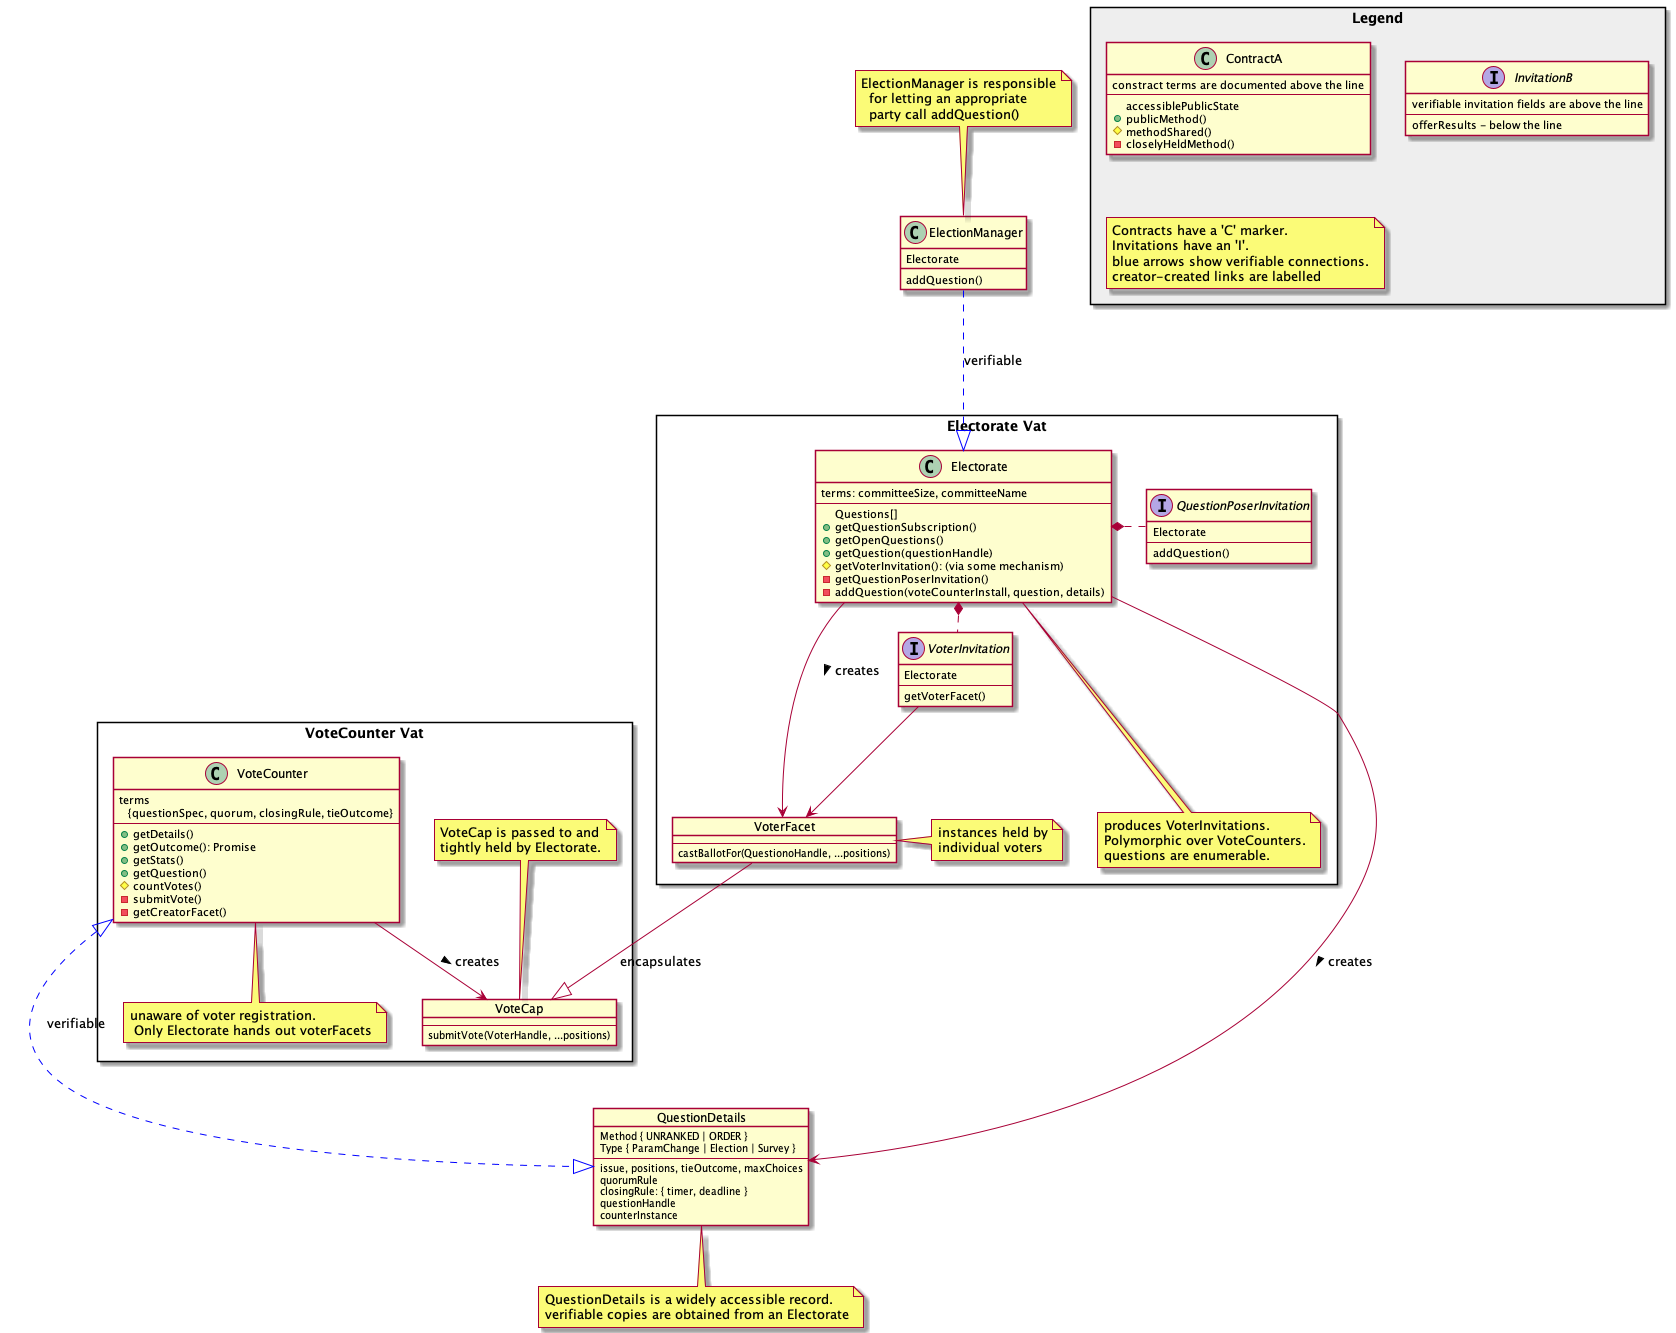 Legend
C ContractA
constract terms are documented above the line
accessiblePublicState
publicMethod()
methodShared()
closelyHeldMethod()
I InvitationB
verifiable invitation fields are above the line
offerResults - below the line
Contracts have a 'C' marker.
Invitations have an 'I'.
blue arrows show verifiable connections.
creator-created links are labelled
ElectionManager is responsible
for letting an appropriate
party call addQuestion()
C ElectionManager
Electorate
addQuestion()
verifiable
Electorate Vat
C Electorate
terms: committeeSize, committeeName
Questions[]
getQuestionSubscription()
getOpenQuestions()
getQuestion(questionHandle)
getVoterInvitation(): (via some mechanism)
getQuestionPoserInvitation()
addQuestion(voteCounterInstall, question, details)
I QuestionPoserInvitation
Electorate
addQuestion()
creates
I VoterInvitation
Electorate
getVoterFacet()
VoterFacet
castBallotFor(QuestionoHandle, ...positions)
instances held by
individual voters
produces VoterInvitations.
Polymorphic over VoteCounters.
questions are enumerable.
VoteCounter Vat
C VoteCounter
terms
{questionSpec, quorum, closingRule, tieOutcome}
getDetails()
getOutcome(): Promise
getStats()
getQuestion()
countVotes()
submitVote()
getCreatorFacet()
VoteCap is passed to and
tightly held by Electorate.
creates
encapsulates
creates
verifiable
unaware of voter registration.
Only Electorate hands out voterFacets
VoteCap
submitVote(VoterHandle, ...positions)
QuestionDetails
Method { UNRANKED | ORDER }
Type { ParamChange | Election | Survey }
issue, positions, tieOutcome, maxChoices
quorumRule
closingRule: { timer, deadline }
questionHandle
counterInstance
QuestionDetails is a widely accessible record.
verifiable copies are obtained from an Electorate